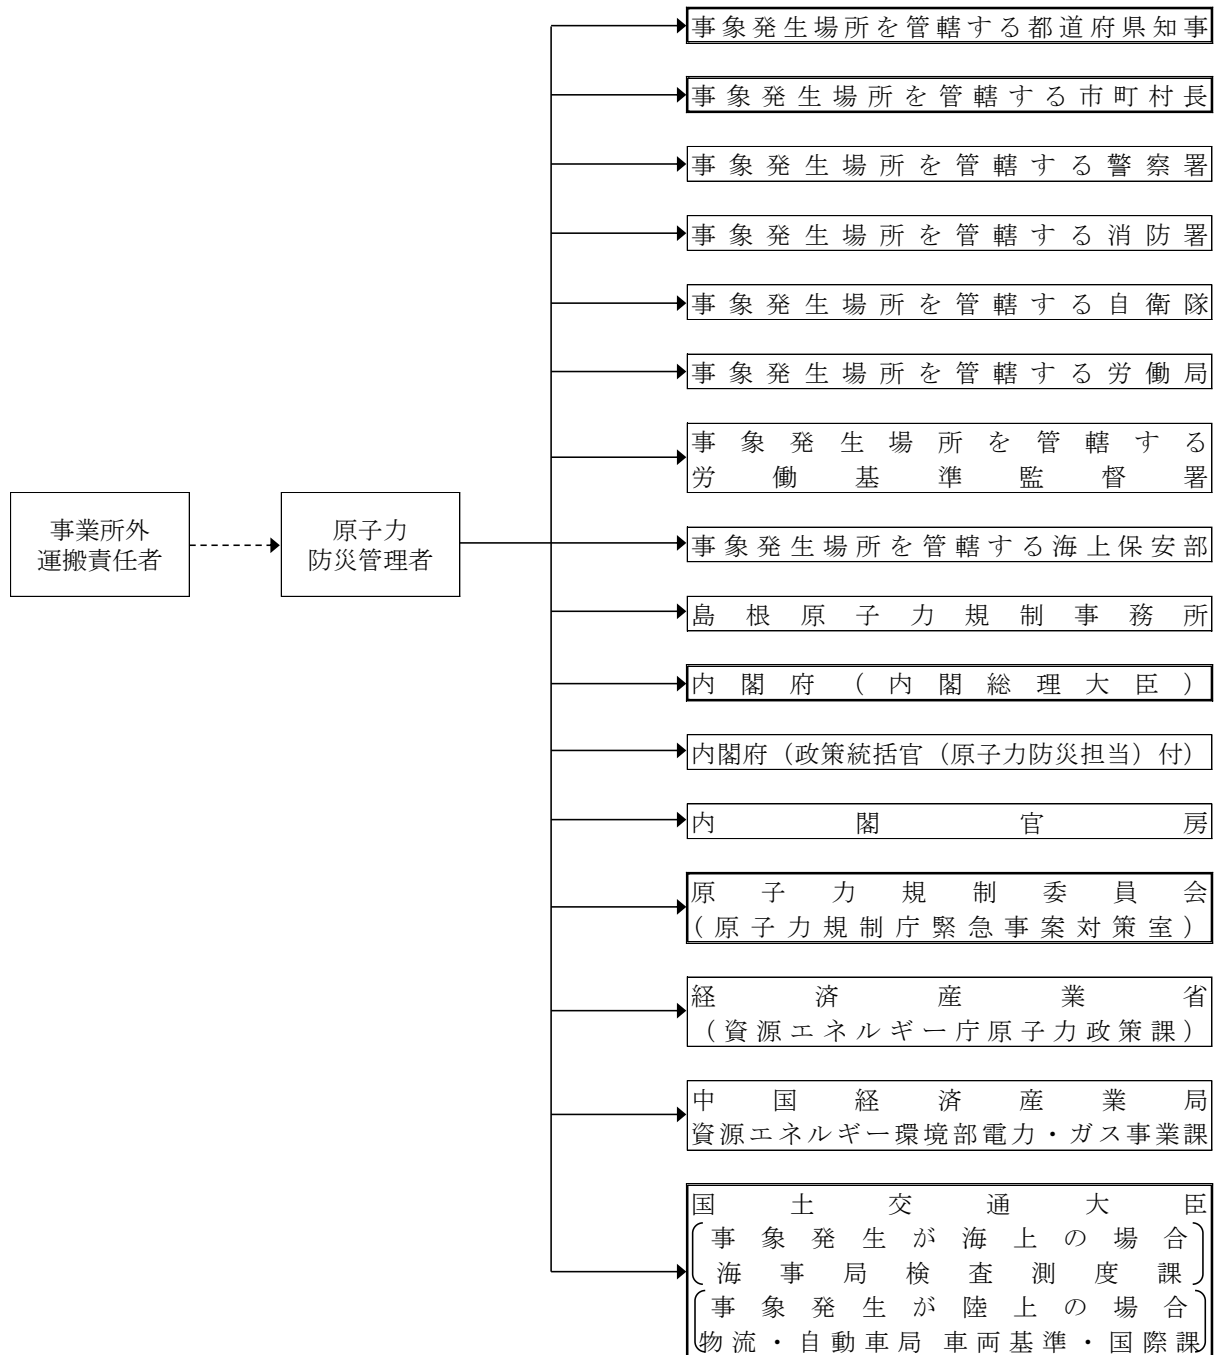 事象発生場所を管轄する都道府県知事
事象発生場所を管轄する市町村長
事象発生場所を管轄する警察署
事象発生場所を管轄する消防署
事象発生場所を管轄する自衛隊
事象発生場所を管轄する労働局
事象発生場所を管轄する
労働基準監督署
事業所外
運搬責任者
原子力
防災管理者
事象発生場所を管轄する海上保安部
島根原子力規制事務所
内閣府（内閣総理大臣）
内閣府（政策統括官（原子力防災担当）付）
内閣官房
原子力規制委員会
（原子力規制庁緊急事案対策室）
経済産業省
（資源エネルギー庁原子力政策課）
中国経済産業局
資源エネルギー環境部電力・ガス事業課
国土交通大臣
事象発生が海上の場合
海事局検査測度課
事象発生が陸上の場合
物流・自動車局 車両基準・国際課